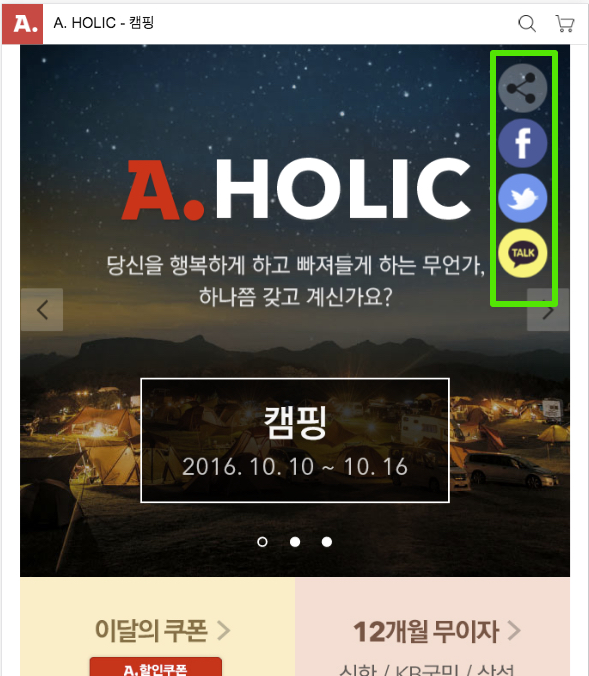 A. A. HOLIC - 캠핑
f
A.HOLIC
TALK
당신을 행복하게 하고 빠져들게 하는 무언가,
하나쯤 갖고 계신가요?
캠핑
2016. 10. 10 ~ 10. 16
이달의 쿠폰 >
12개월 무이자 >
A.할인쿠폰
신한 / KB국민 / 삼성